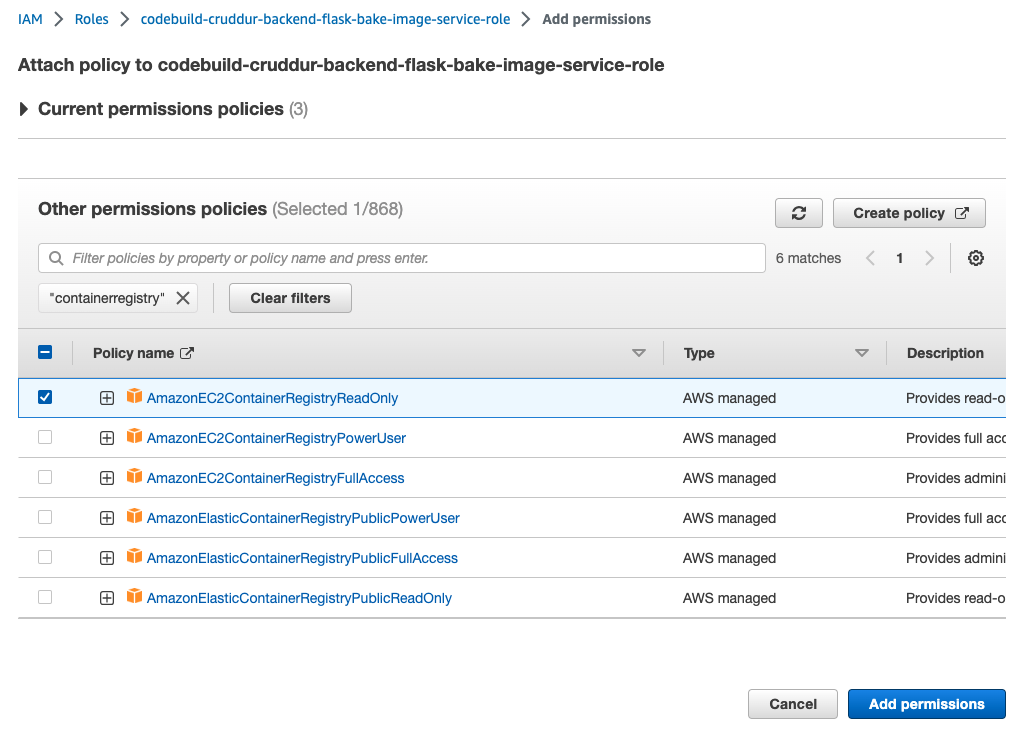 IAM > Roles > codebuild-cruddur-backend-flask-bake-image-service-role > Add permissions
Attach policy to codebuild-cruddur-backend-flask-bake-image-service-role
Current permissions policies (3)
Other permissions policies (Selected 1/868)
Create policy
Filter policies by property or policy name and press enter.
6 matches
1
"containerregistry"
Clear filters
Policy name Type Description
AmazonEC2ContainerRegistryReadOnly AWS managed Provides read-o
AmazonEC2ContainerRegistryPowerUser AWS managed Provides full acc
AmazonEC2ContainerRegistryFullAccess AWS managed Provides admini
AmazonElasticContainerRegistryPublicPowerUser AWS managed Provides full acc
AmazonElasticContainerRegistryPublicFullAccess AWS managed Provides admini
AmazonElasticContainerRegistryPublicReadOnly AWS managed Provides read-o
Cancel Add permissions